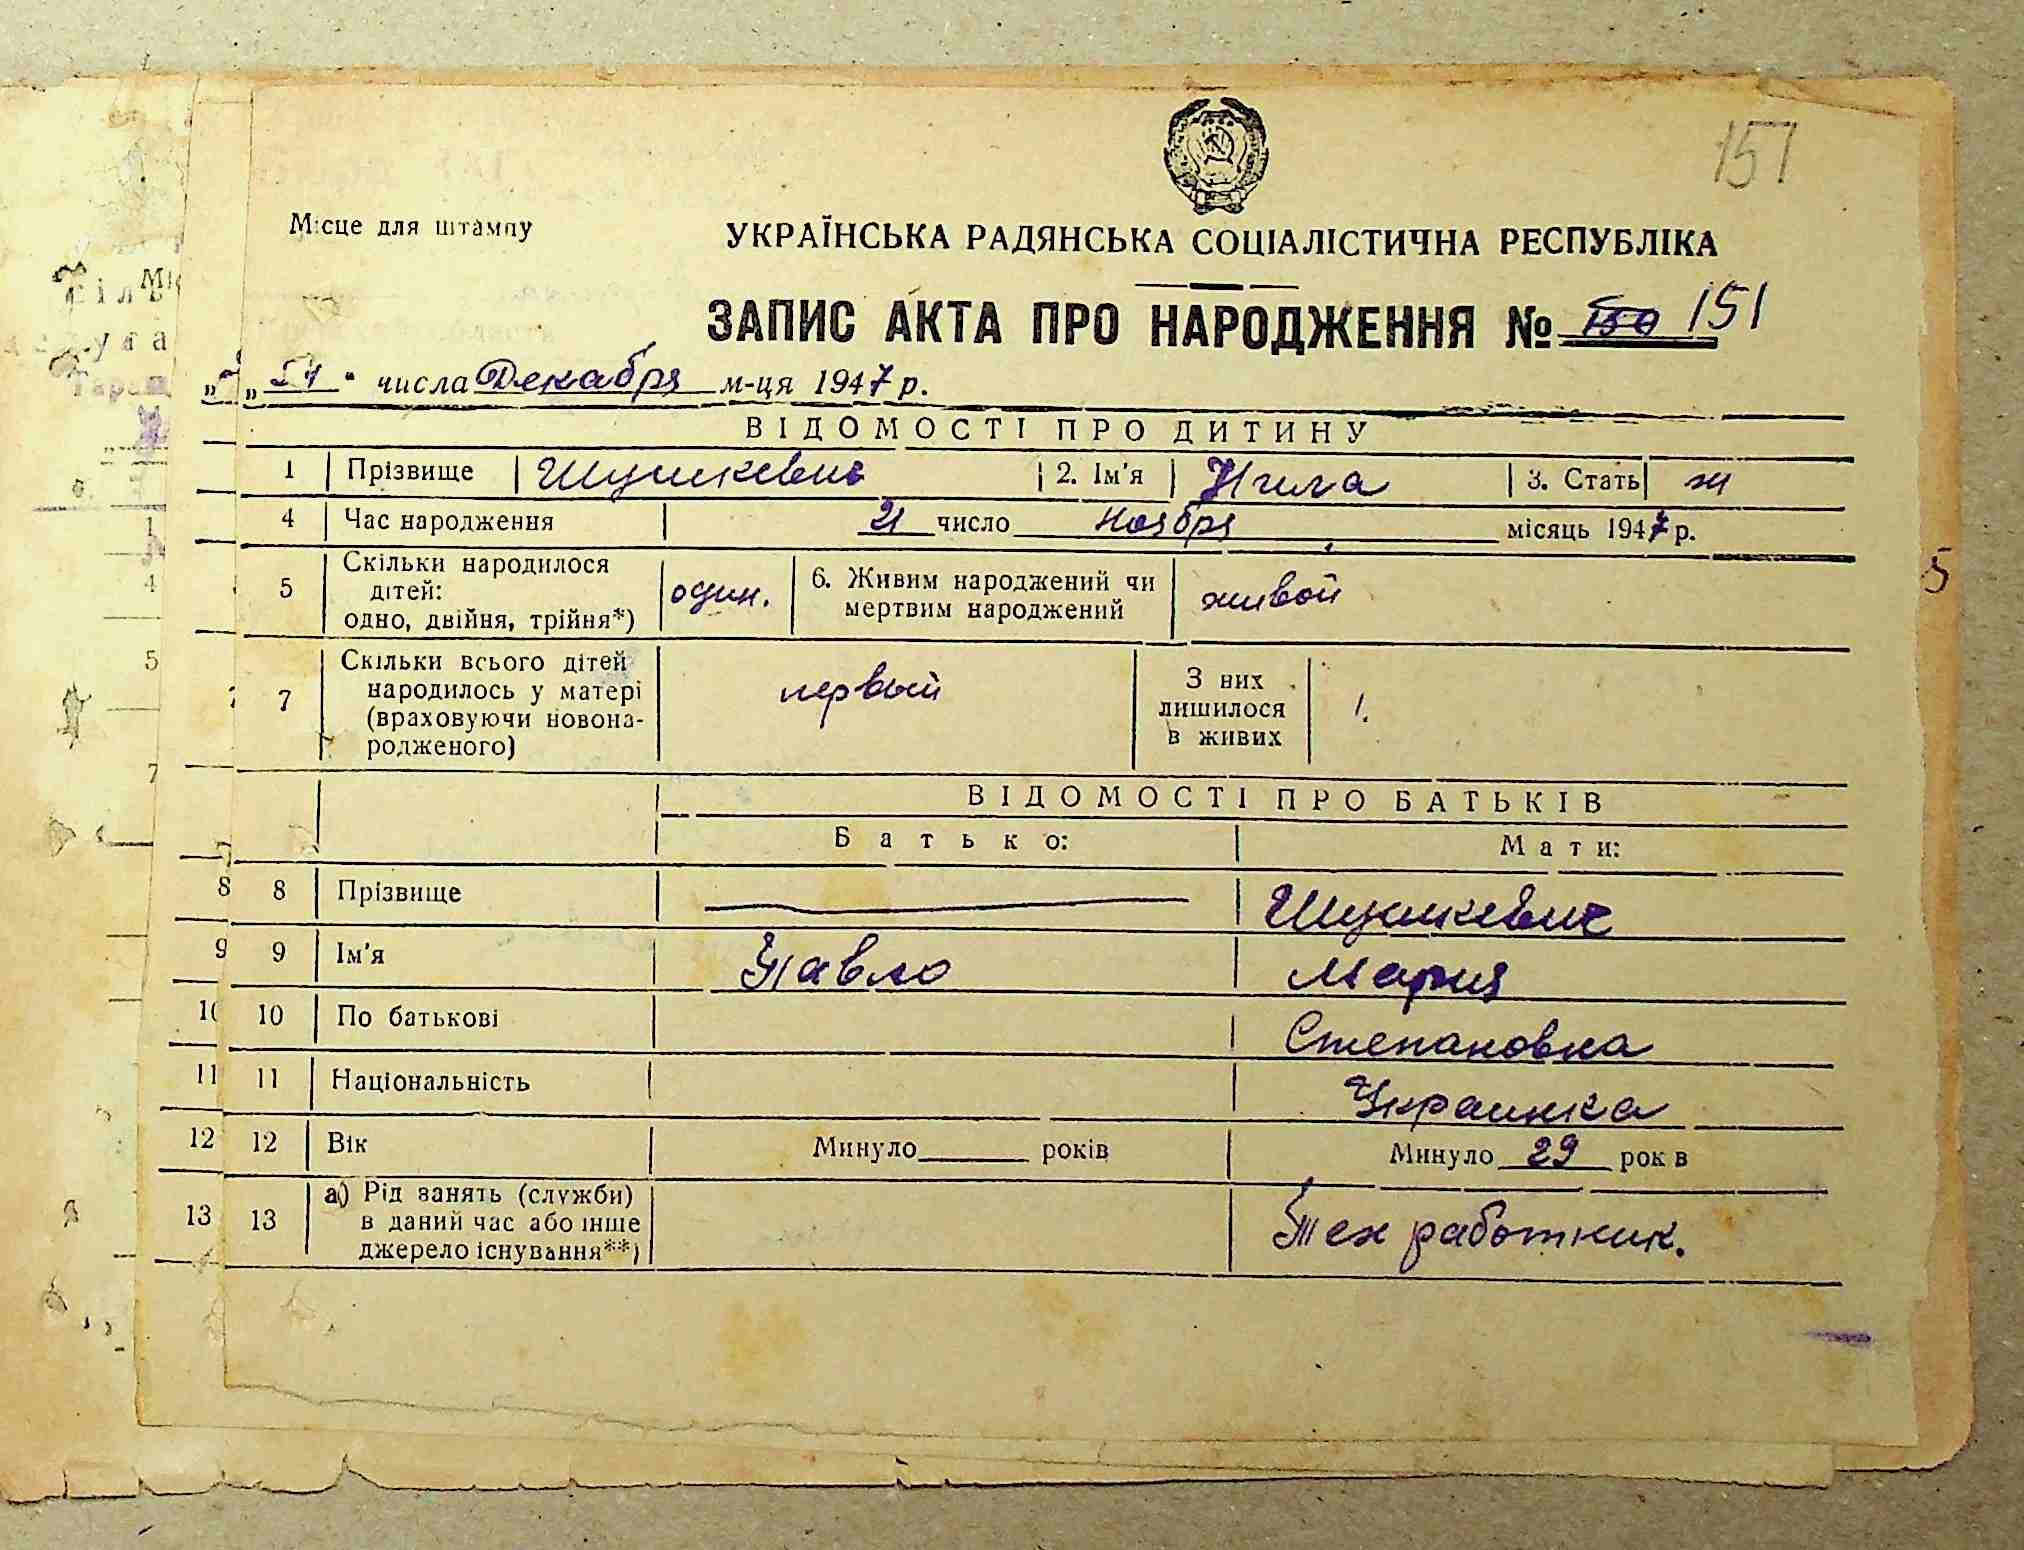 157
Місце для штампу
УКРАЇНСЬКА РАДЯНСЬКА СОЦІАЛІСТИЧНА РЕСПУБЛІКА
ЗАПИС АКТА ПРО НАРОДЖЕННЯ № 150 151
„ " числа Декабря м-ця 1947 р.
ВІДОМОСТІ ПРО ДИТИНУ
1 Прізвище Шушкевич 2. Ім'я Нила 3. Стать ж
4 Час народження 21 число Ноября місяць 1947 р.
Скільки народилося
5 дітей: один. 6. Живим народжений чи живой
одно, двійня, трійня*) мертвим народжений
5 Скільки всього дітей
7 народилось у матері первый З них 1.
(враховуючи новона- лишилося
родженого) в живих
7
ВІДОМОСТІ ПРО БАТЬКІВ
Батько: Мати:
8 8 Прізвище Шушкевич
9 9 Ім'я Павло Мария
10 10 По батькові Степановна
11 11 Національність Украинка
12 12 Вік Минуло років Минуло 29 рок в
а) Рід занять (служби)
13 13 в даний час або інше Тех работник.
джерело існування**)